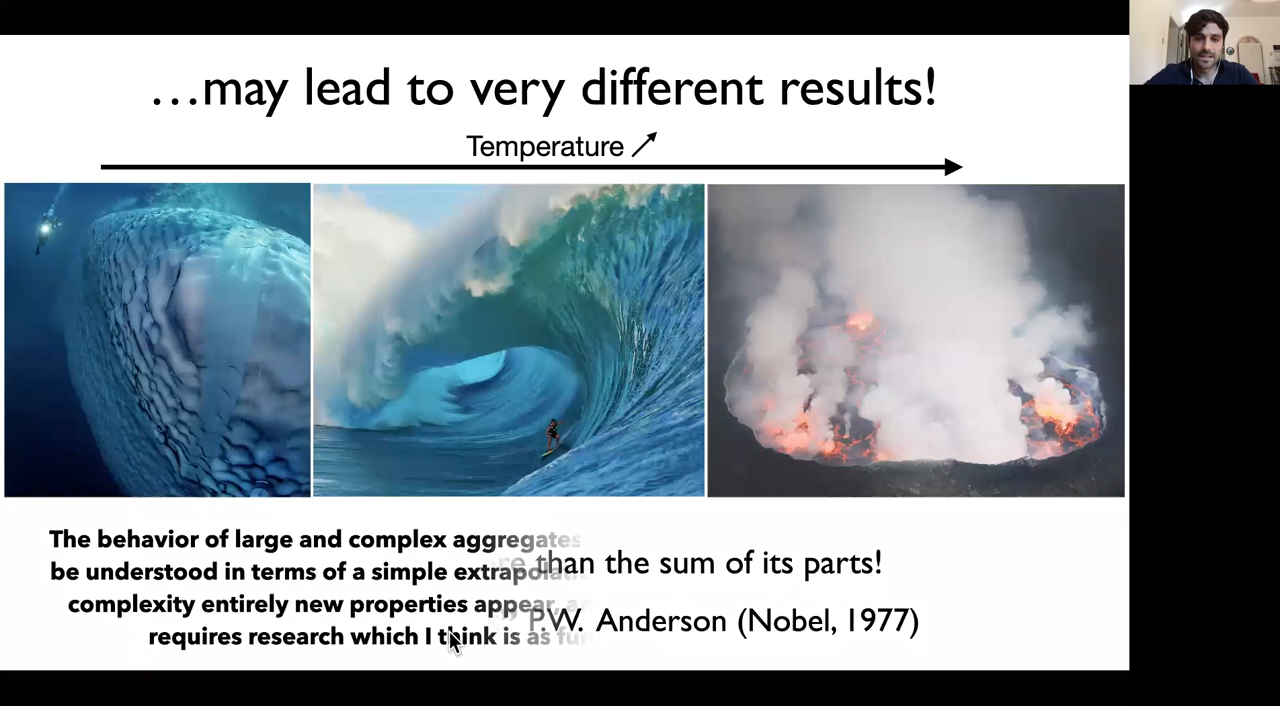 …may lead to very different results!
Temperature
The behavior of large and complex aggregates
be understood in terms of a simple
complexity entirely new properties appear,
requires research which I think is as
than the sum of its parts!
P.W. Anderson (Nobel, 1977)